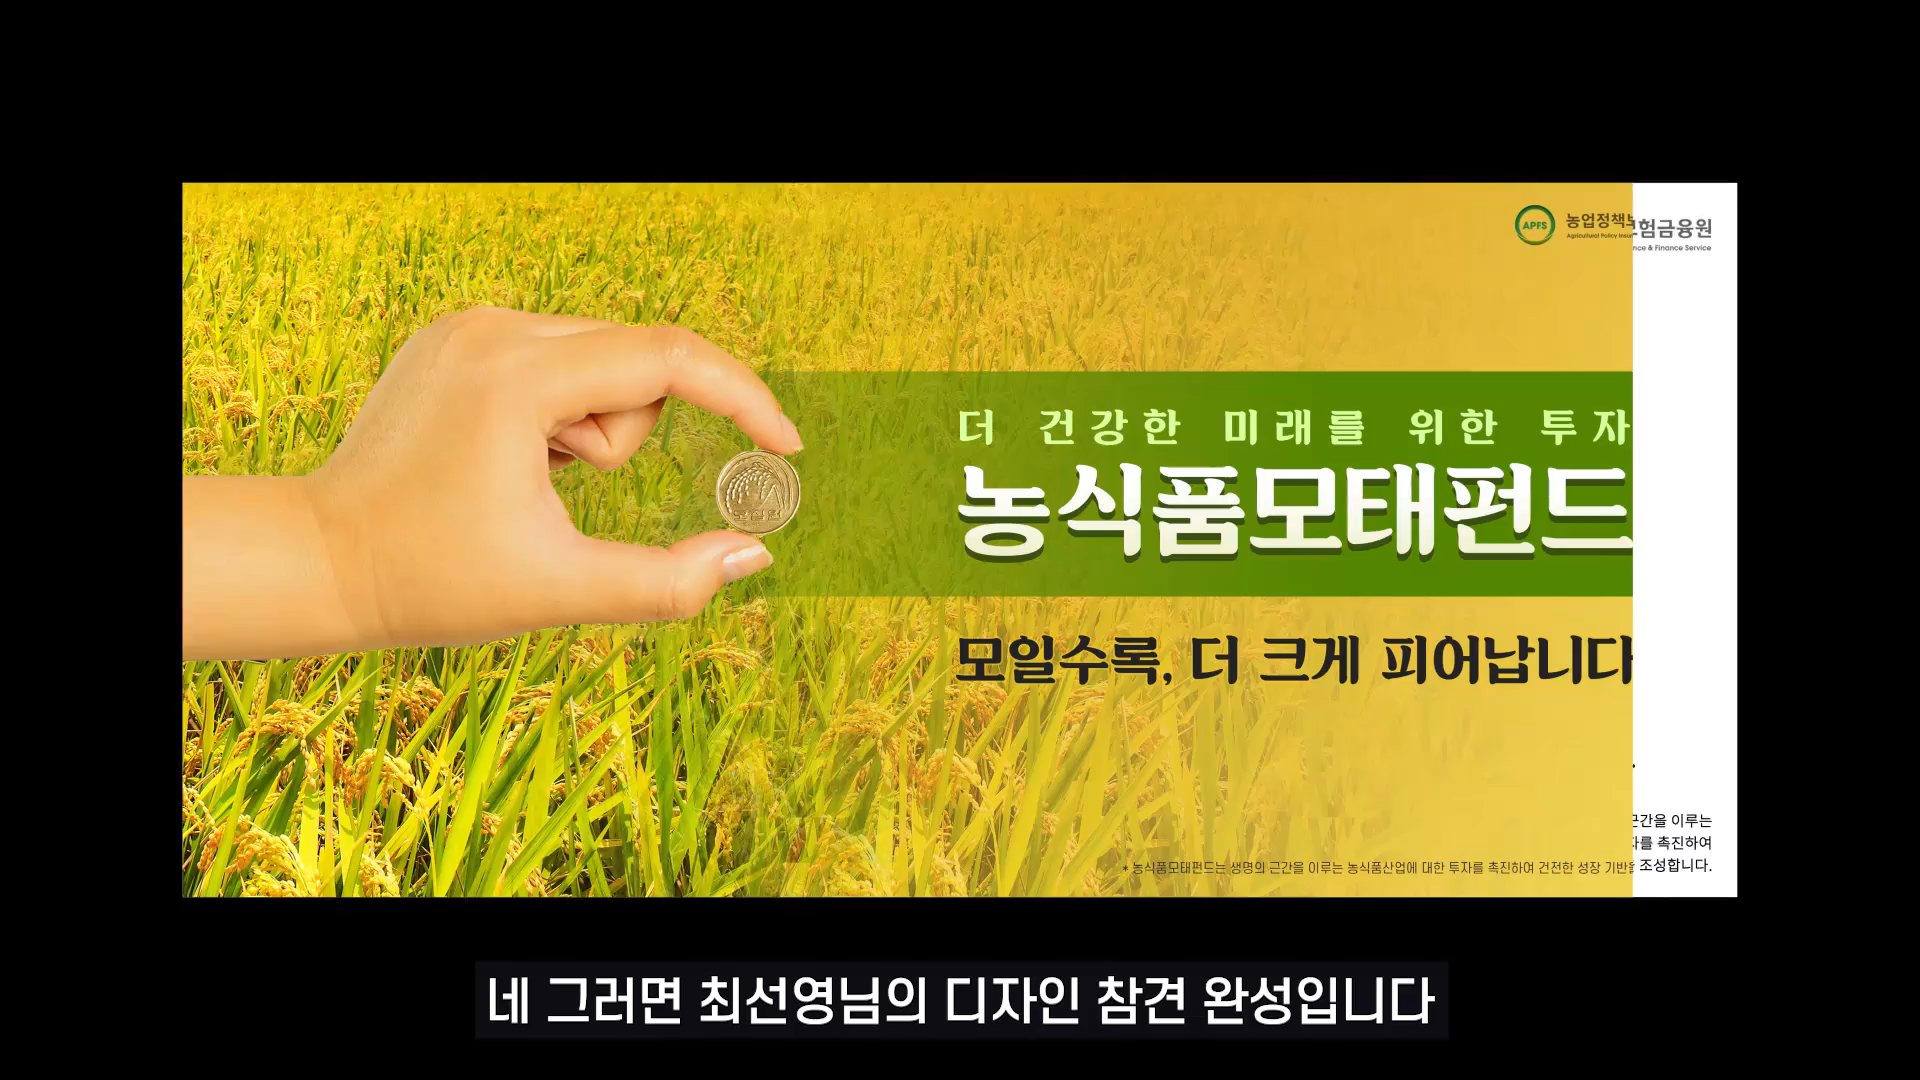 APFS 농업정책보험금융원
더 건강한 미래를 위한 투자
농식품모태펀드
모일수록, 더 크게 피어납니다
근간을 이루는
를 촉진하여
* 농식품모태펀드는 생명의 근간을 이루는 농식품산업에 대한 투자를 촉진하여 건전한 성장 기반을 조성합니다.
네 그러면 최선영님의 디자인 참견 완성입니다